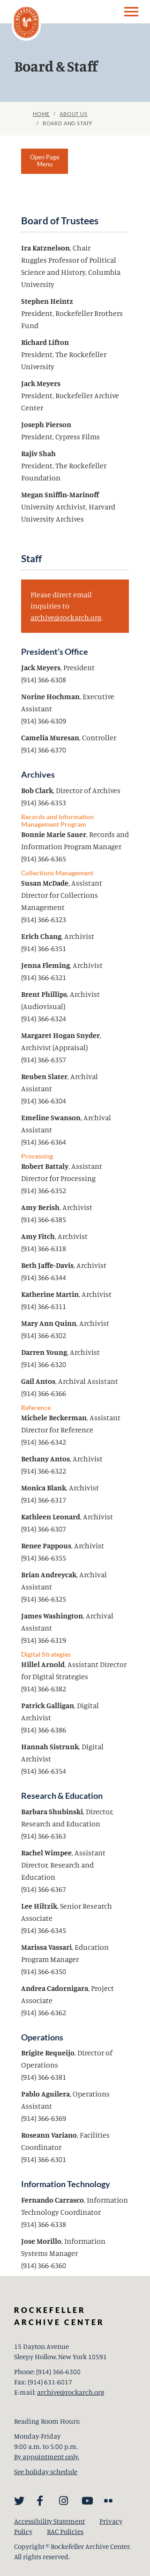 Board & Staff
HOME / ABOUT US
/ BOARD AND STAFF
Open Page
Menu
Board of Trustees
Ira Katznelson, Chair
Ruggles Professor of Political
Science and History, Columbia
University
Stephen Heintz
President, Rockefeller Brothers
Fund
Richard Lifton
President, The Rockefeller
University
Jack Meyers
President, Rockefeller Archive
Center
Joseph Pierson
President, Cypress Films
Rajiv Shah
President, The Rockefeller
Foundation
Megan Sniffin-Marinoff
University Archivist, Harvard
University Archives
Staff
Please direct email
inquiries to
archive@rockarch.org.
President's Office
Jack Meyers, President
(914) 366-6308
Norine Hochman, Executive
Assistant
(914) 366-6309
Camelia Muresan, Controller
(914) 366-6370
Archives
Bob Clark, Director of Archives
(914) 366-6353
Records and Information
Management Program
Bonnie Marie Sauer, Records and
Information Program Manager
(914) 366-6365
Collections Management
Susan McDade, Assistant
Director for Collections
Management
(914) 366-6323
Erich Chang, Archivist
(914) 366-6351
Jenna Fleming, Archivist
(914) 366-6321
Brent Phillips, Archivist
(Audiovisual)
(914) 366-6324
Margaret Hogan Snyder,
Archivist (Appraisal)
(914) 366-6357
Reuben Slater, Archival
Assistant
(914) 366-6304
Emeline Swanson, Archival
Assistant
(914) 366-6364
Processing
Robert Battaly, Assistant
Director for Processing
(914) 366-6352
Amy Berish, Archivist
(914) 366-6385
Amy Fitch, Archivist
(914) 366-6318
Beth Jaffe-Davis, Archivist
(914) 366-6344
Katherine Martin, Archivist
(914) 366-6311
Mary Ann Quinn, Archivist
(914) 366-6302
Darren Young, Archivist
(914) 366-6320
Gail Antos, Archival Assistant
(914) 366-6366
Reference
Michele Beckerman, Assistant
Director for Reference
(914) 366-6342
Bethany Antos, Archivist
(914) 366-6322
Monica Blank, Archivist
(914) 366-6317
Kathleen Leonard, Archivist
(914) 366-6307
Renee Pappous, Archivist
(914) 366-6355
Brian Andreycak, Archival
Assistant
(914) 366-6325
James Washington, Archival
Assistant
(914) 366-6319
Digital Strategies
Hillel Arnold, Assistant Director
for Digital Strategies
(914) 366-6382
Patrick Galligan, Digital
Archivist
(914) 366-6386
Hannah Sistrunk, Digital
Archivist
(914) 366-6354
Research & Education
Barbara Shubinski, Director,
Research and Education
(914) 366-6363
Rachel Wimpee, Assistant
Director, Research and
Education
(914) 366-6367
Lee Hiltzik, Senior Research
Associate
(914) 366-6345
Marissa Vassari, Education
Program Manager
(914) 366-6350
Andrea Cadornigara, Project
Associate
(914) 366-6362
Operations
Brigite Requeijo, Director of
Operations
(914) 366-6381
Pablo Aguilera, Operations
Assistant
(914) 366-6369
Roseann Variano, Facilities
Coordinator
(914) 366-6301
Information Technology
Fernando Carrasco, Information
Technology Coordinator
(914) 366-6338
Joe Morillo, Information
Systems Manager
(914) 366-6360
ROCKEFELLER
ARCHIVE CENTER
15 Dayton Avenue
Sleepy Hollow, New York 10591
Phone: (914) 366-6300
Fax: (914) 631-6017
E-mail: archive@rockarch.org
Reading Room Hours:
Monday-Friday
9:00 a.m. to 5:00 p.m.
By appointment only.
See holiday schedule
Accessibility Statement Privacy
Policy RAC Policies
Copyright © Rockefeller Archive Center.
All rights reserved.